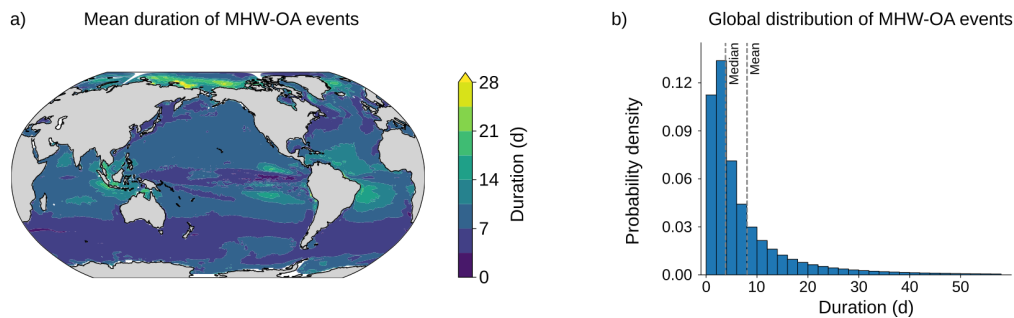 a)
Mean duration of MHW-OA events
28
21
14
7
0
Duration (d)
b)
Global distribution of MHW-OA events
Median
Mean
0.12
0.09
0.06
0.03
0.00
Probability density
0 10 20 30 40 50
Duration (d)